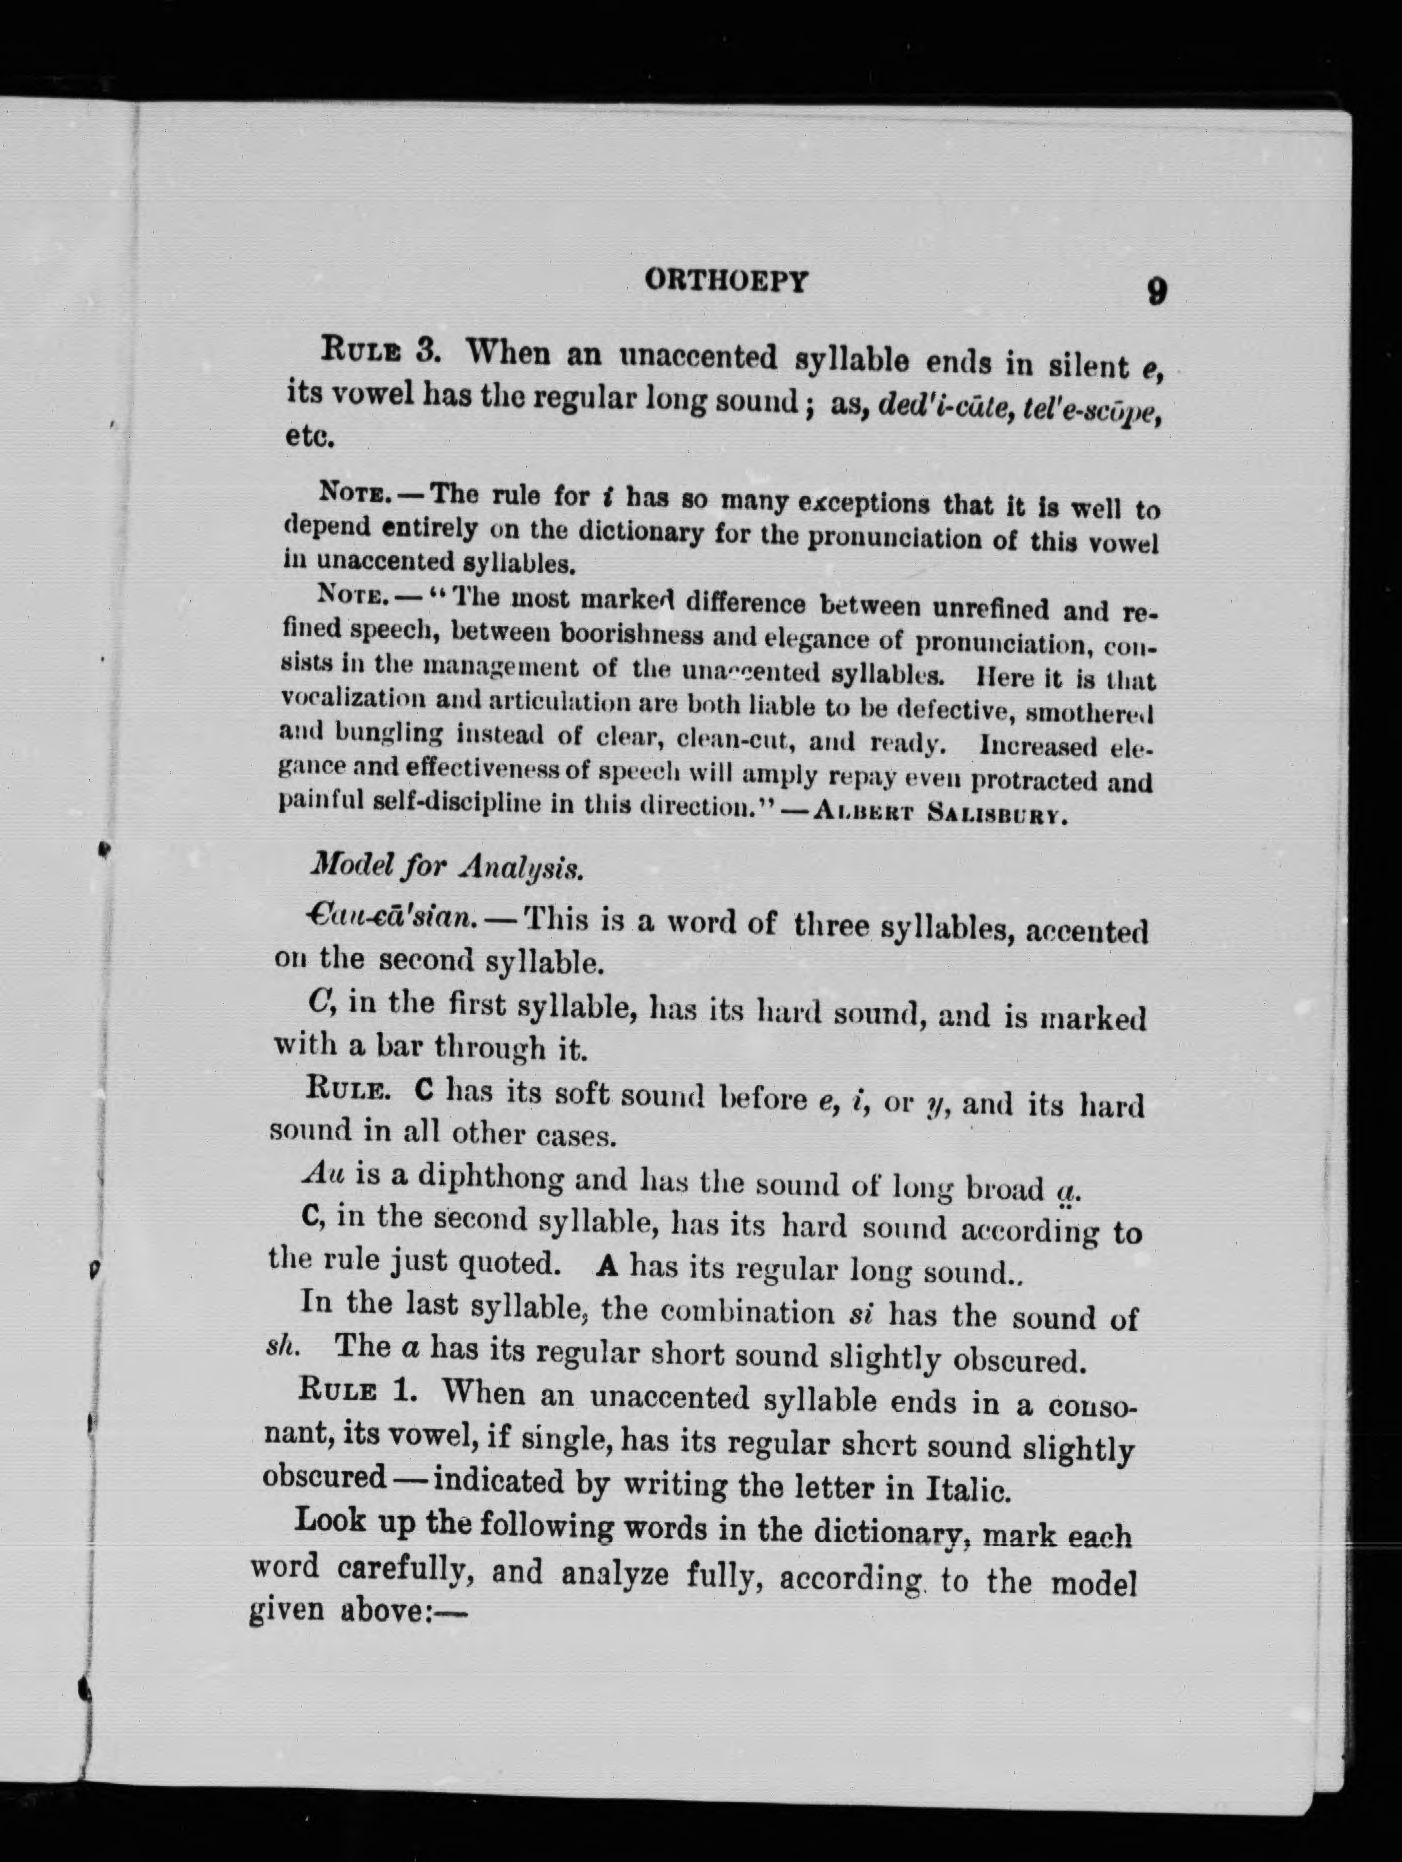 ORTHOEPY 9
RULE 3. When an unaccented syllable ends in silent e,
its vowel has the regular long sound; as, ded'i-cāte, tel'e-scōpe,
etc.
NOTE.—The rule for i has so many exceptions that it is well to
depend entirely on the dictionary for the pronunciation of this vowel
in unaccented syllables.
NOTE.—“The most marked difference between unrefined and re-
fined speech, between boorishness and elegance of pronunciation, con-
sists in the management of the unaccented syllables. Here it is that
vocalization and articulation are both liable to be defective, smothered
and bungling instead of clear, clean-cut, and ready. Increased ele-
gance and effectiveness of speech will amply repay even protracted and
painful self-discipline in this direction.”—ALBERT SALISBURY.
Model for Analysis.
C̶au-c̶ā'sian.—This is a word of three syllables, accented
on the second syllable.
C, in the first syllable, has its hard sound, and is marked
with a bar through it.
RULE. C has its soft sound before e, i, or y, and its hard
sound in all other cases.
Au is a diphthong and has the sound of long broad a̤.
C, in the second syllable, has its hard sound according to
the rule just quoted. A has its regular long sound..
In the last syllable, the combination si has the sound of
sh. The a has its regular short sound slightly obscured.
RULE 1. When an unaccented syllable ends in a conso-
nant, its vowel, if single, has its regular short sound slightly
obscured—indicated by writing the letter in Italic.
Look up the following words in the dictionary, mark each
word carefully, and analyze fully, according to the model
given above:—